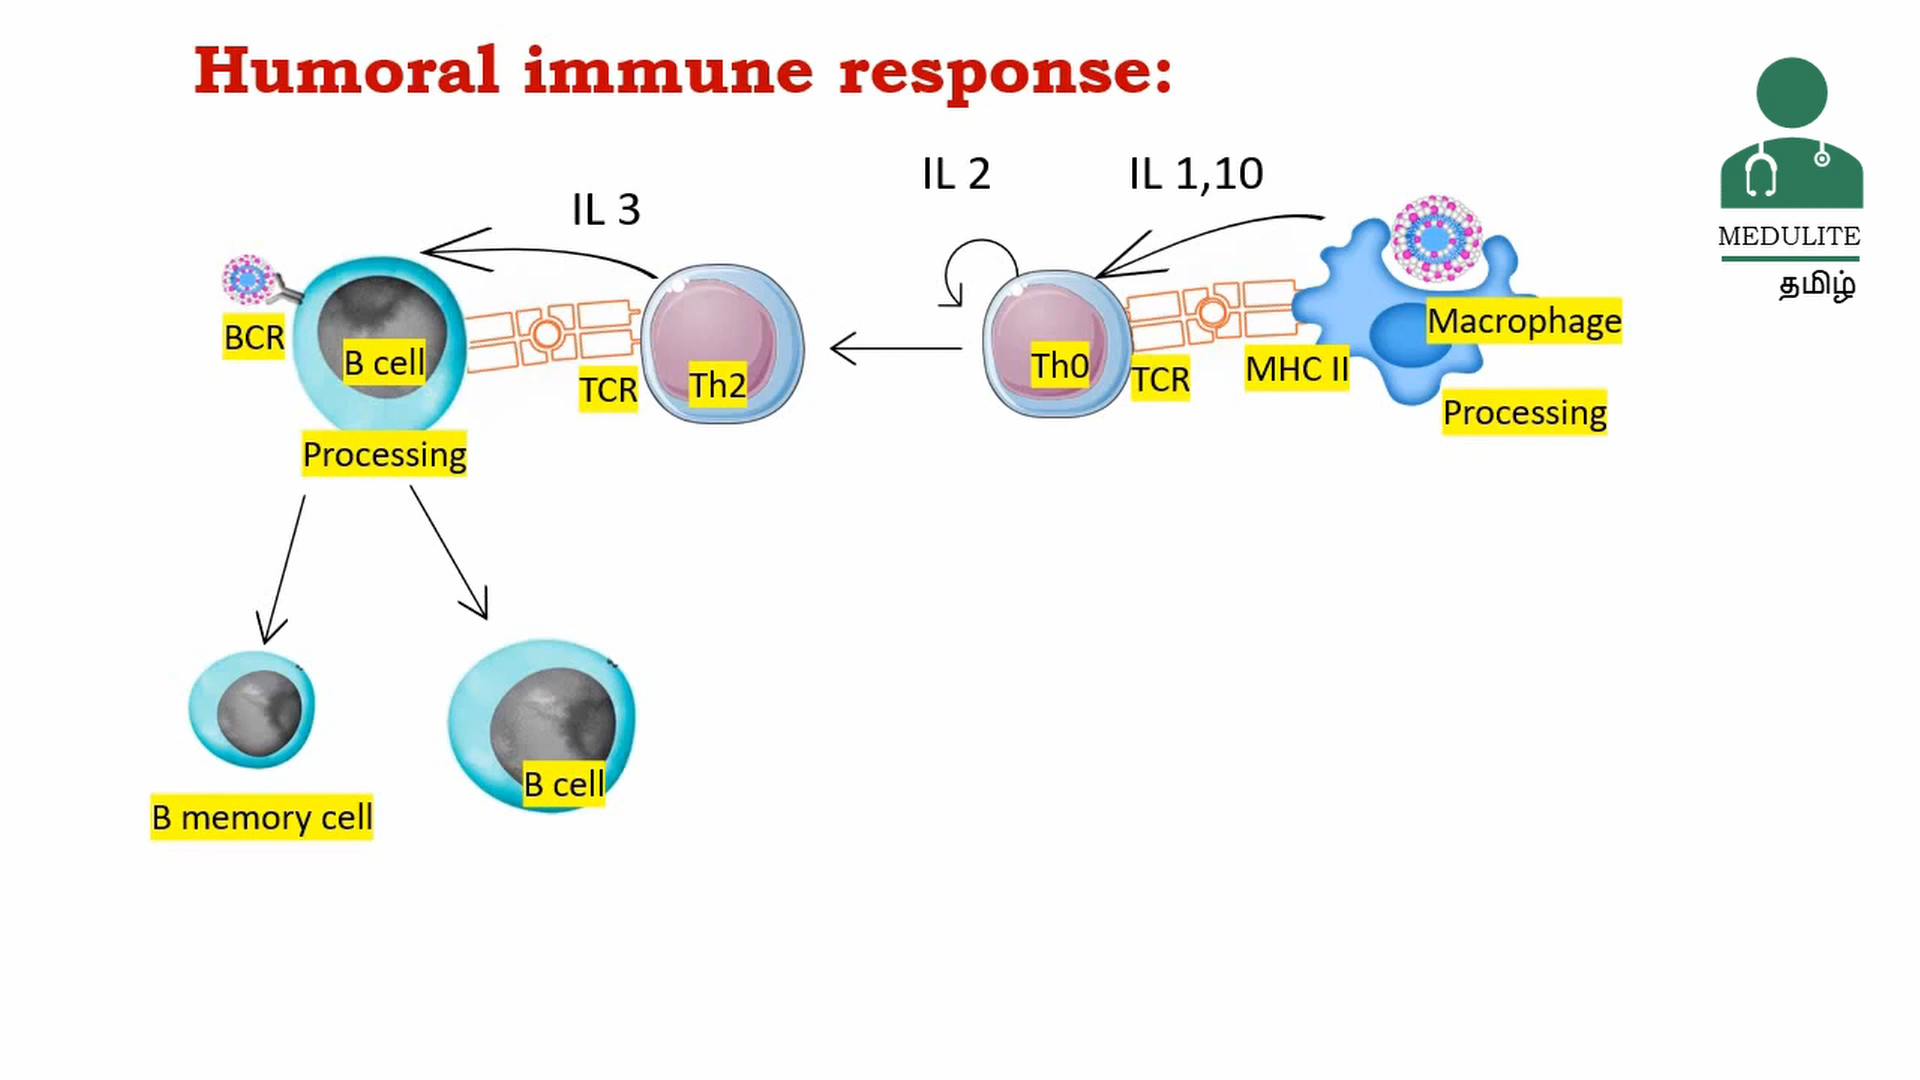 Humoral immune response:
IL 3
IL 2
IL 1,10
MEDULITE
தமிழ்
BCR
B cell
TCR
Th2
Th0
TCR
MHC II
Macrophage
Processing
Processing
B memory cell
B cell